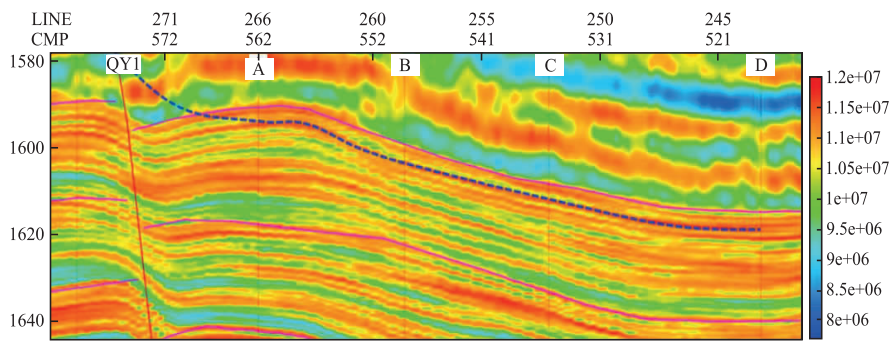 LINE 271 266 260 255 250 245
CMP 572 562 552 541 531 521
QY1 A B C D
1580
1600
1620
1640
1.2e+07
1.15e+07
1.1e+07
1.05e+07
1e+07
9.5e+06
9e+06
8.5e+06
8e+06